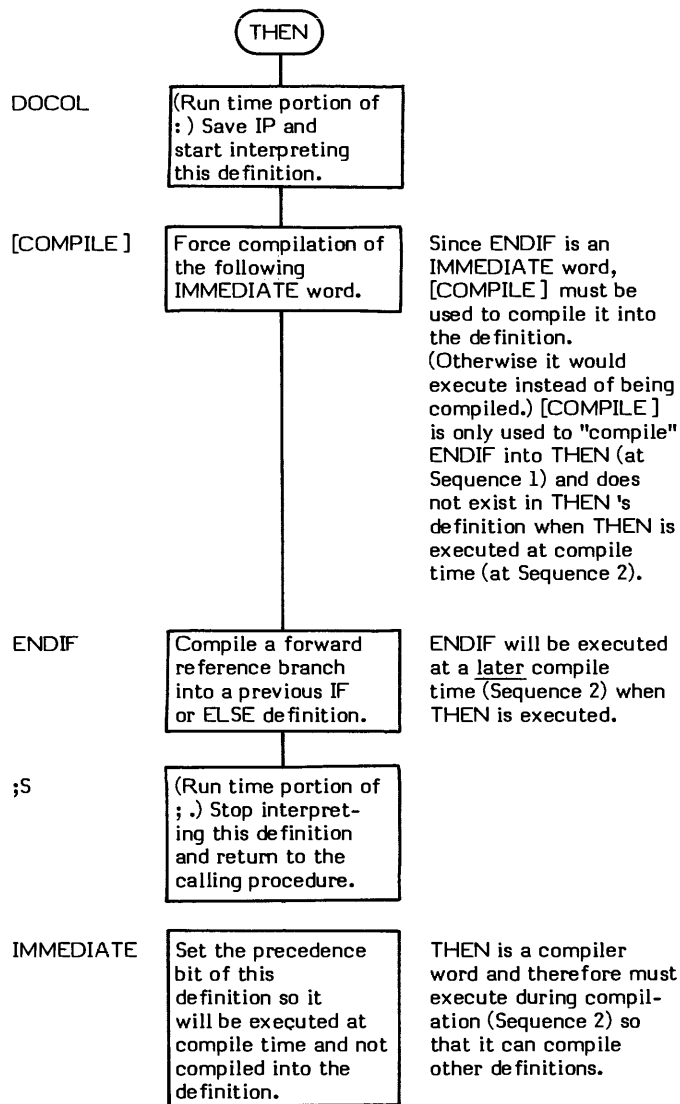 THEN
DOCOL
(Run time portion of
: ) Save IP and
start interpreting
this definition.
[COMPILE]
Force compilation of
the following
IMMEDIATE word.
Since ENDIF is an
IMMEDIATE word,
[COMPILE] must be
used to compile it into
the definition.
(Otherwise it would
execute instead of being
compiled.) [COMPILE]
is only used to "compile"
ENDIF into THEN (at
Sequence 1) and does
not exist in THEN 's
definition when THEN is
executed at compile
time (at Sequence 2).
ENDIF
Compile a forward
reference branch
into a previous IF
or ELSE definition.
ENDIF will be executed
at a later compile
time (Sequence 2) when
THEN is executed.
;S
(Run time portion of
; .) Stop interpret-
ing this definition
and return to the
calling procedure.
IMMEDIATE
Set the precedence
bit of this
definition so it
will be executed at
compile time and not
compiled into the
definition.
THEN is a compiler
word and therefore must
execute during compil-
ation (Sequence 2) so
that it can compile
other definitions.